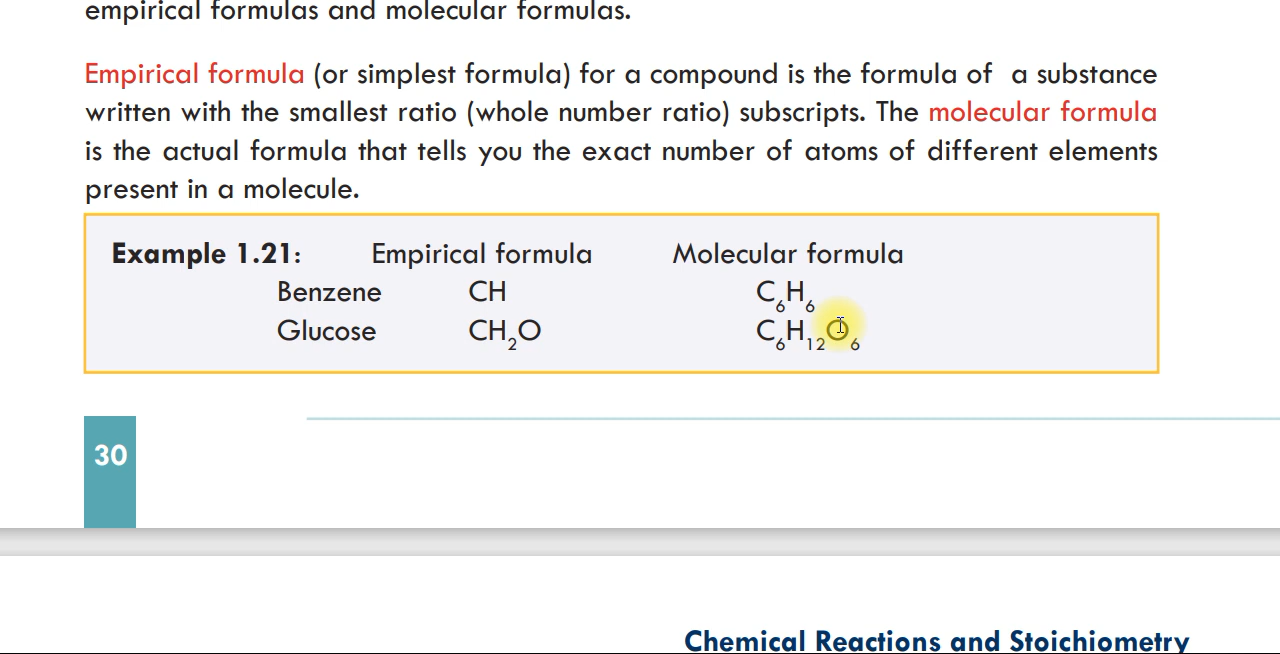 empirical formulas and molecular formulas.
Empirical formula (or simplest formula) for a compound is the formula of a substance
written with the smallest ratio (whole number ratio) subscripts. The molecular formula
is the actual formula that tells you the exact number of atoms of different elements
present in a molecule.
Example 1.21: Empirical formula Molecular formula
Benzene CH C₆H₆
Glucose CH₂O C₆H₁₂O₆
30
Chemical Reactions and Stoichiometry